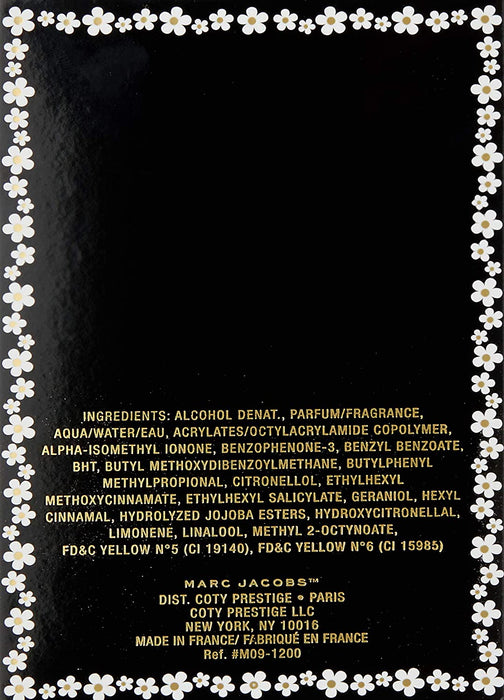 INGREDIENTS: ALCOHOL DENAT., PARFUM/FRAGRANCE,
AQUA/WATER/EAU, ACRYLATES/OCTYLACRYLAMIDE COPOLYMER,
ALPHA-ISOMETHYL IONONE, BENZOPHENONE-3, BENZYL BENZOATE,
BHT, BUTYL METHOXYDIBENZOYLMETHANE, BUTYLPHENYL
METHYLPROPIONAL, CITRONELLOL, ETHYLHEXYL
METHOXYCINNAMATE, ETHYLHEXYL SALICYLATE, GERANIOL, HEXYL
CINNAMAL, HYDROLYZED JOJOBA ESTERS, HYDROXYCITRONELLAL,
LIMONENE, LINALOOL, METHYL 2-OCTYNOATE,
FD&C YELLOW N°5 (CI 19140), FD&C YELLOW N°6 (CI 15985)
MARC JACOBS™
DIST. COTY PRESTIGE • PARIS
COTY PRESTIGE LLC
NEW YORK, NY 10016
MADE IN FRANCE/ FABRIQUÉ EN FRANCE
Ref. #M09-1200